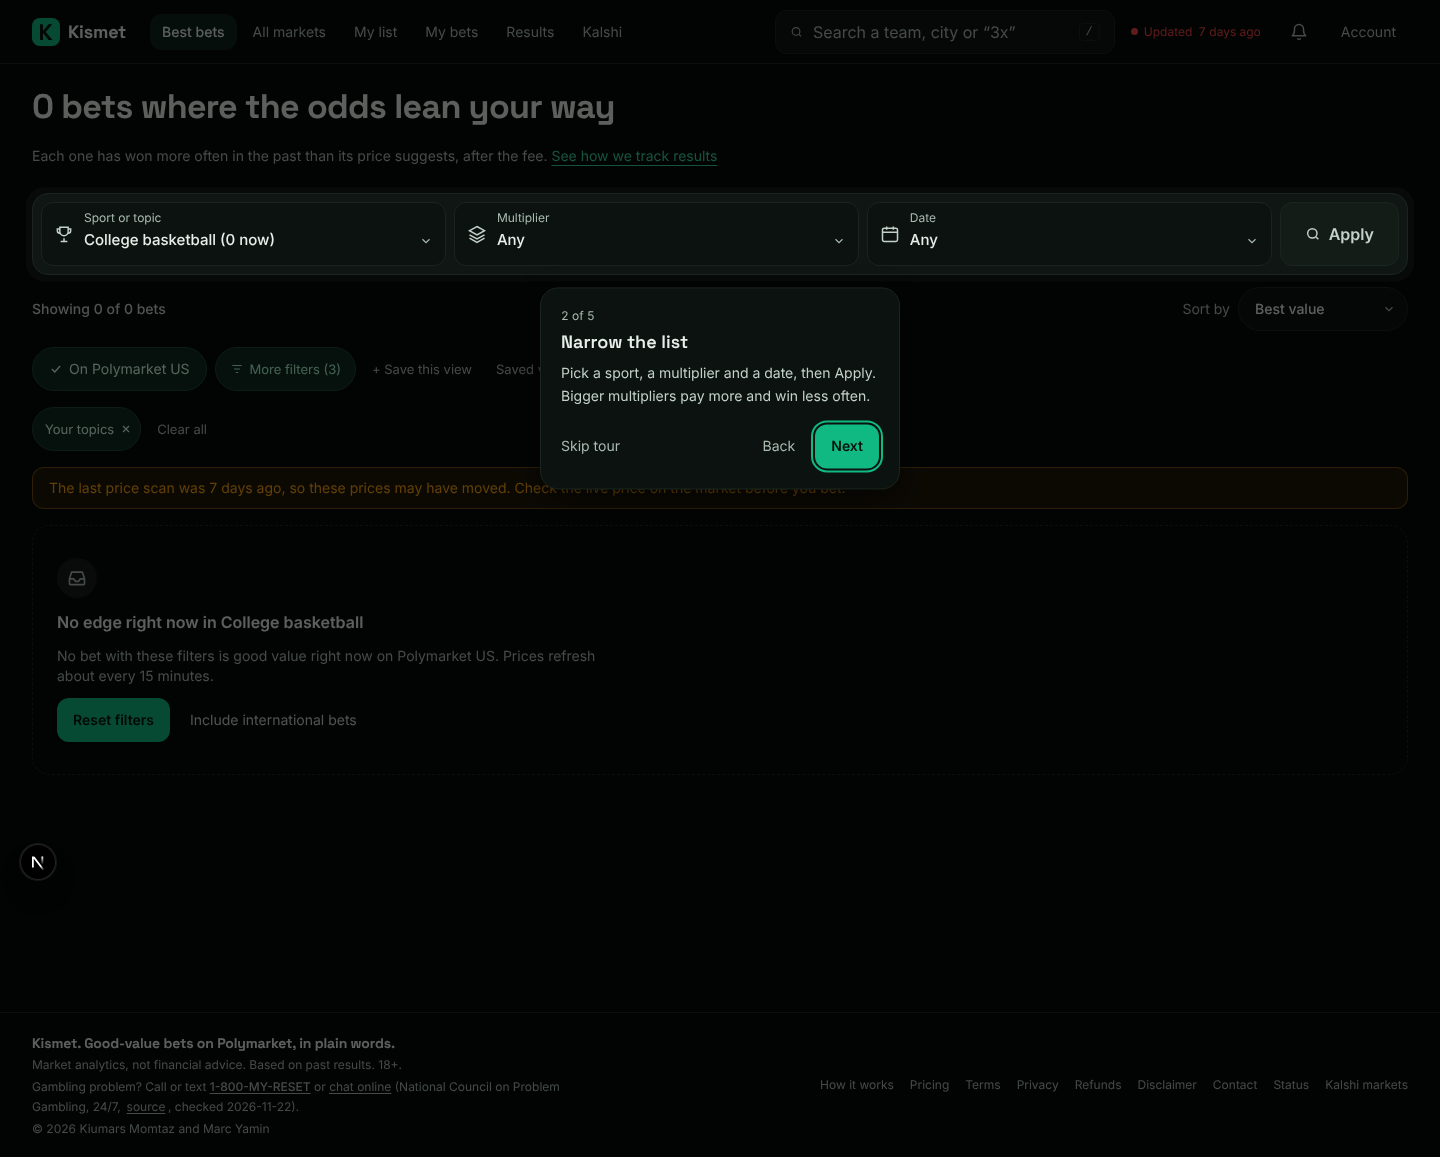 Kismet
Best bets
All markets
My list
My bets
Results
Kalshi
Search a team, city or “3x”
/
Updated 7 days ago
Account
0 bets where the odds lean your way
Each one has won more often in the past than its price suggests, after the fee. See how we track results
Sport or topic
College basketball (0 now)
Multiplier
Any
Date
Any
Apply
Showing 0 of 0 bets
Sort by
Best value
On Polymarket US
More filters (3)
+ Save this view
Saved
2 of 5
Narrow the list
Pick a sport, a multiplier and a date, then Apply.
Bigger multipliers pay more and win less often.
Skip tour
Back
Next
Your topics ×
Clear all
The last price scan was 7 days ago, so these prices may have moved. Check the live price on the market before you bet.
No edge right now in College basketball
No bet with these filters is good value right now on Polymarket US. Prices refresh
about every 15 minutes.
Reset filters
Include international bets
N
Kismet. Good-value bets on Polymarket, in plain words.
Market analytics, not financial advice. Based on past results. 18+.
Gambling problem? Call or text 1-800-MY-RESET or chat online (National Council on Problem
Gambling, 24/7, source , checked 2026-11-22).
© 2026 Kiumars Momtaz and Marc Yamin
How it works
Pricing
Terms
Privacy
Refunds
Disclaimer
Contact
Status
Kalshi markets